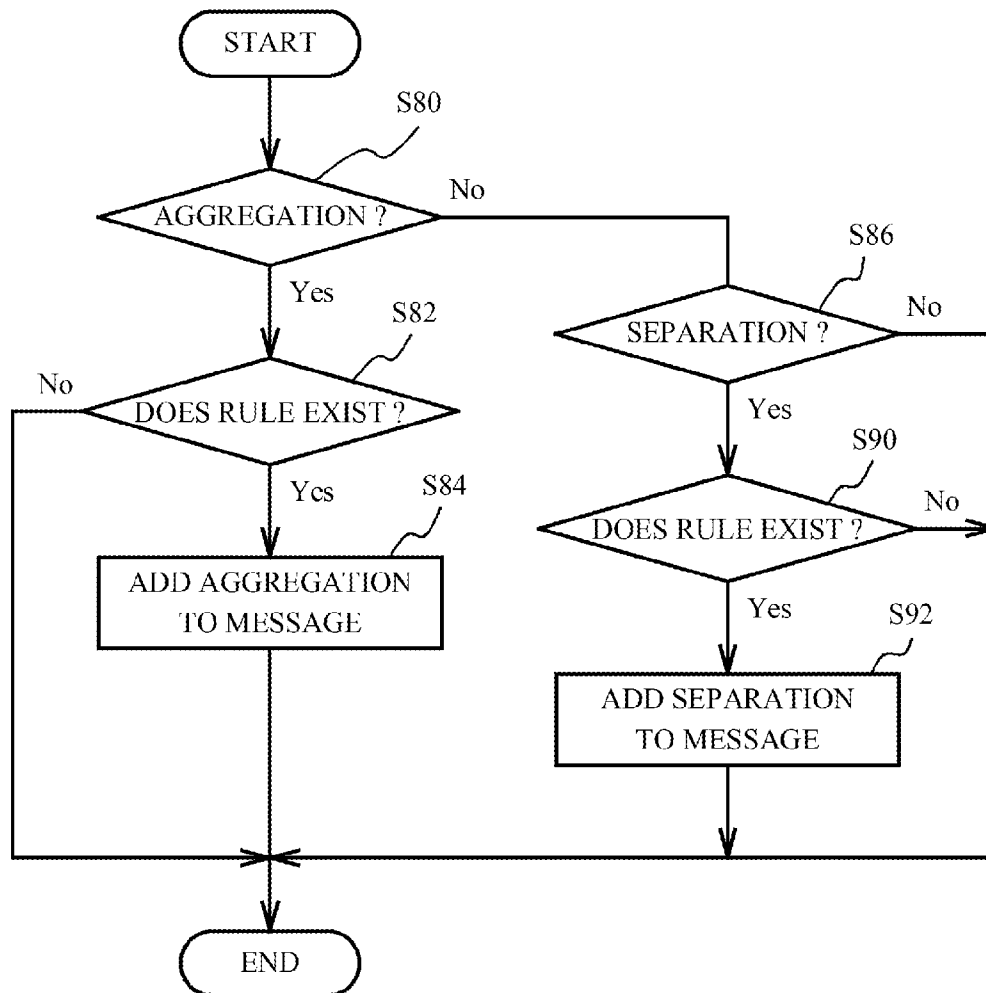 START
S80
AGGREGATION ?
No
Yes
S86
SEPARATION ?
No
S82
No
DOES RULE EXIST ?
Yes
S90
DOES RULE EXIST ?
No
Yes
S84
ADD AGGREGATION
TO MESSAGE
Yes
S92
ADD SEPARATION
TO MESSAGE
END